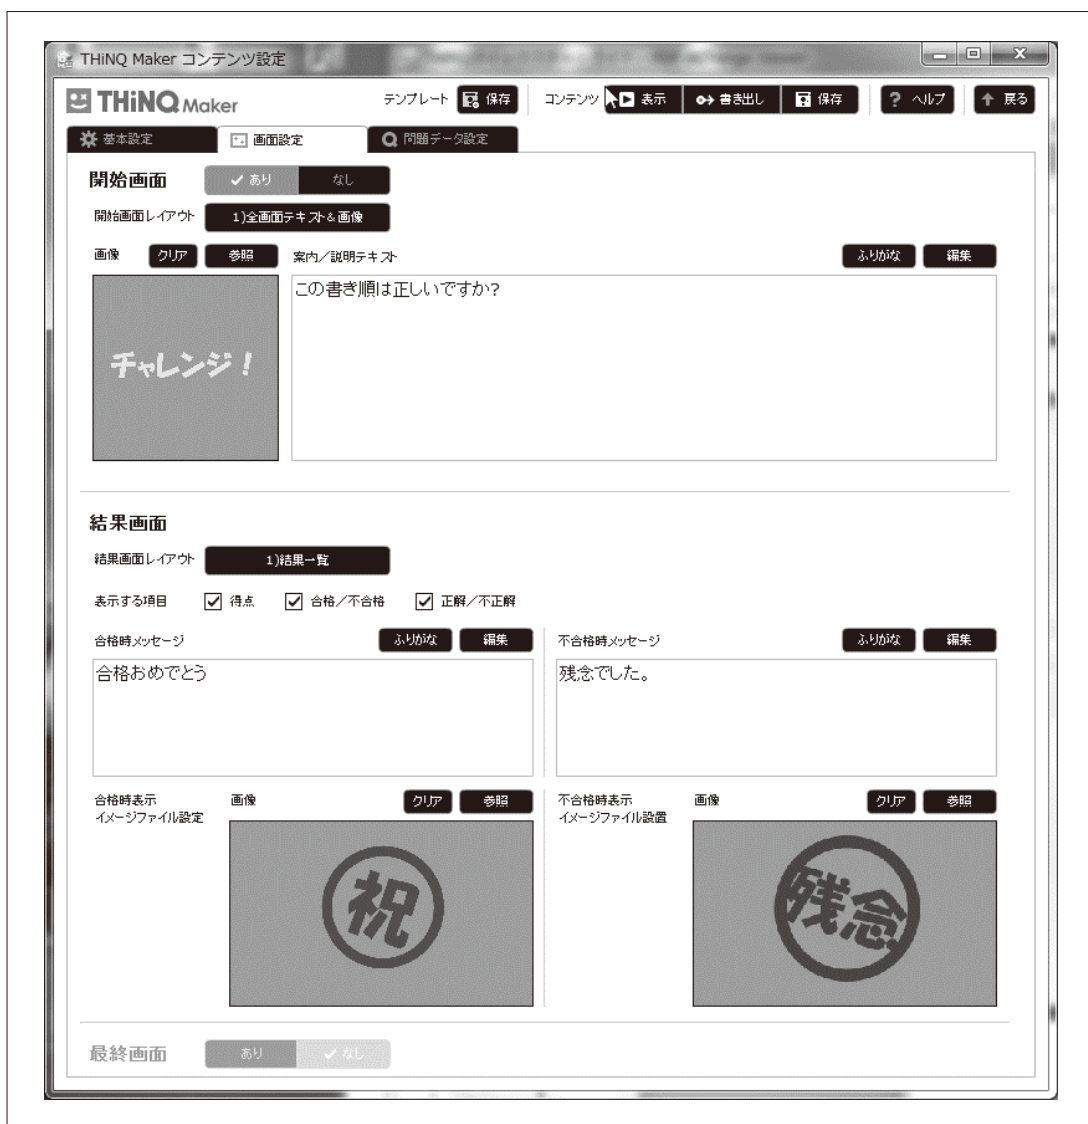 THiNQ Maker コンテンツ設定
THiNQ Maker テンプレート 保存 コンテンツ 表示 書き出し 保存 ? ヘルプ 戻る
基本設定 画面設定 問題データ設定
開始画面 あり なし
開始画面レイアウト 1)全画面テキスト&画像
画像 クリア 参照 案内/説明テキスト ふりがな 編集
この書き順は正しいですか?
チャレンジ!
結果画面
結果画面レイアウト 1)結果一覧
表示する項目 得点 合格/不合格 正解/不正解
合格時メッセージ ふりがな 編集 不合格時メッセージ ふりがな 編集
合格おめでとう 残念でした。
合格時表示 画像 クリア 参照 不合格時表示 画像 クリア 参照
イメージファイル設定 イメージファイル設置
祝 残念
最終画面 あり なし